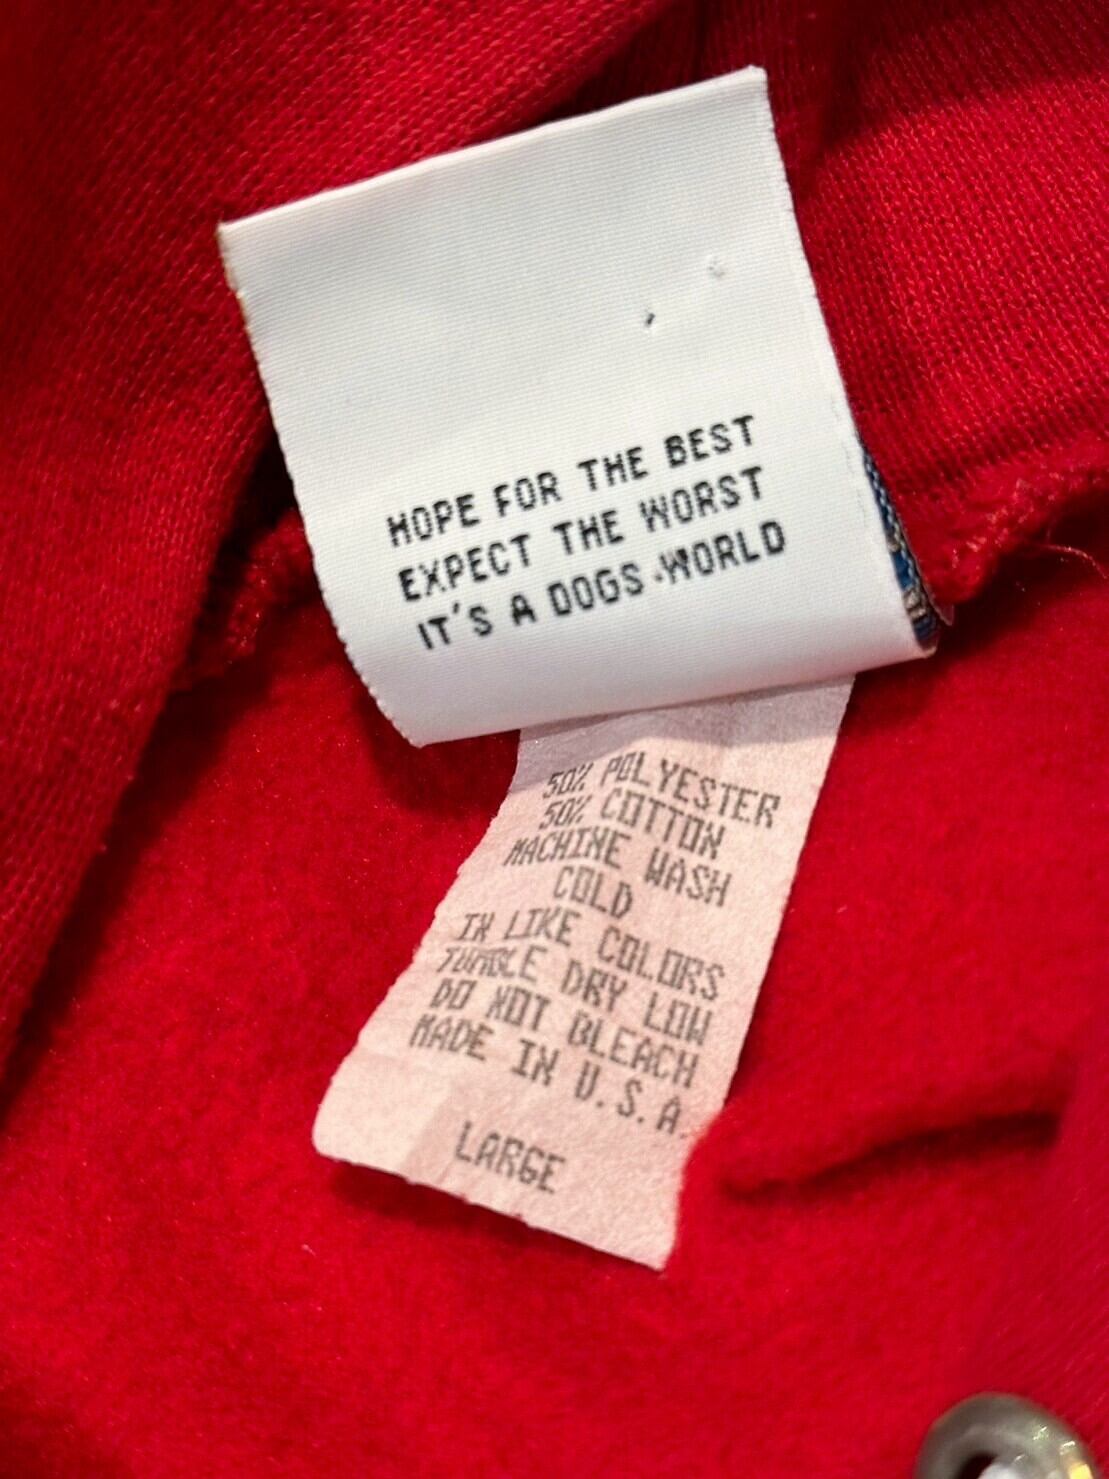 HOPE FOR THE BEST
EXPECT THE WORST
IT'S A DOGS WORLD
50% POLYESTER
50% COTTON
MACHINE WASH
COLD
IN LIKE COLORS
TUMBLE DRY LOW
DO NOT BLEACH
MADE IN U.S.A.
LARGE